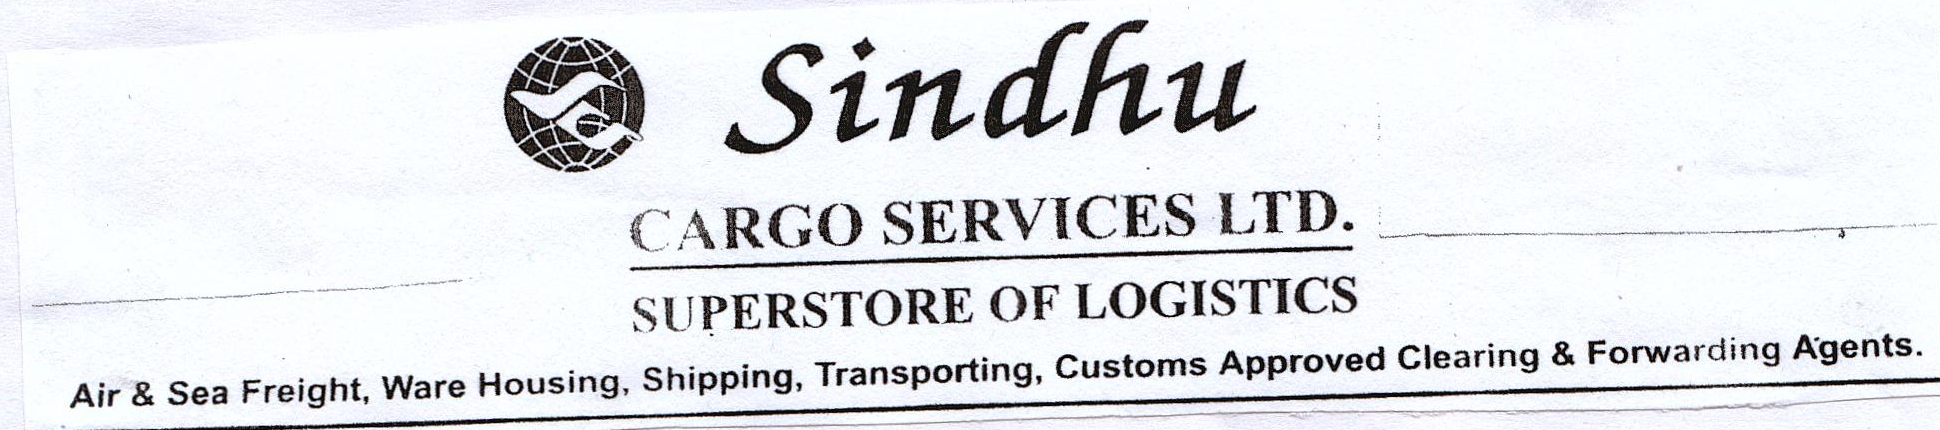 Sindhu
CARGO SERVICES LTD.
SUPERSTORE OF LOGISTICS
Air & Sea Freight, Ware Housing, Shipping, Transporting, Customs Approved Clearing & Forwarding Agents.